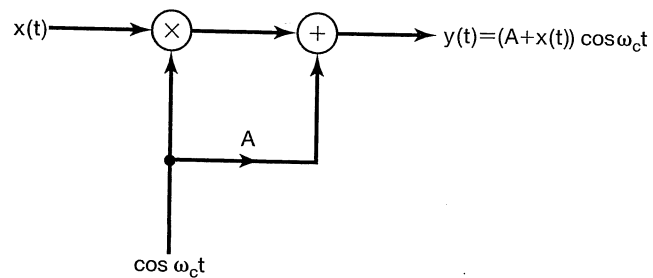 x(t)
×
+
y(t)=(A+x(t)) cosω_ct
A
cos ω_ct